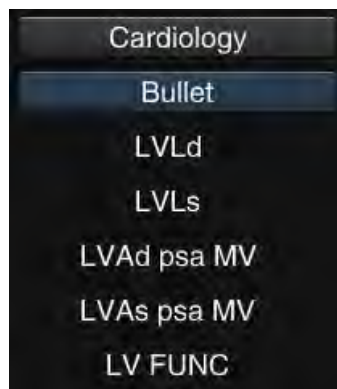 Cardiology
Bullet
LVLd
LVLs
LVAd psa MV
LVAs psa MV
LV FUNC